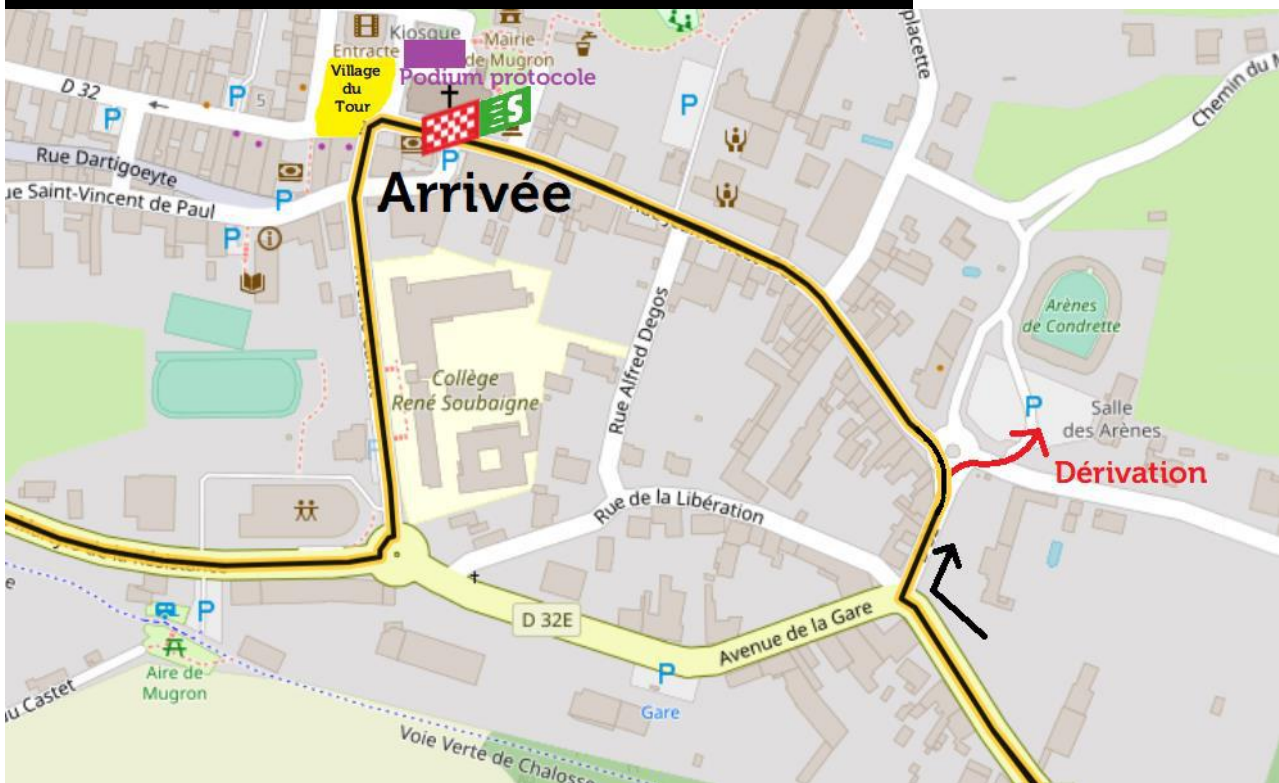 Kiosque
Mairie
de Mugron
Entracte
Village
du
Tour
Podium protocole
placette
Chemin du M
D 32
5
P
P
P
S
Rue Dartigoeyte
ue Saint-Vincent de Paul
P
P
P
Arrivée
Arènes
de Condrette
Rue Alfred Degos
Collège
René Soubaigne
P
Salle
des Arènes
Dérivation
Rue de la Libération
P
D 32E
Avenue de la Gare
Aire de
Mugron
P
Gare
u Castet
Voie Verte de Chalosse